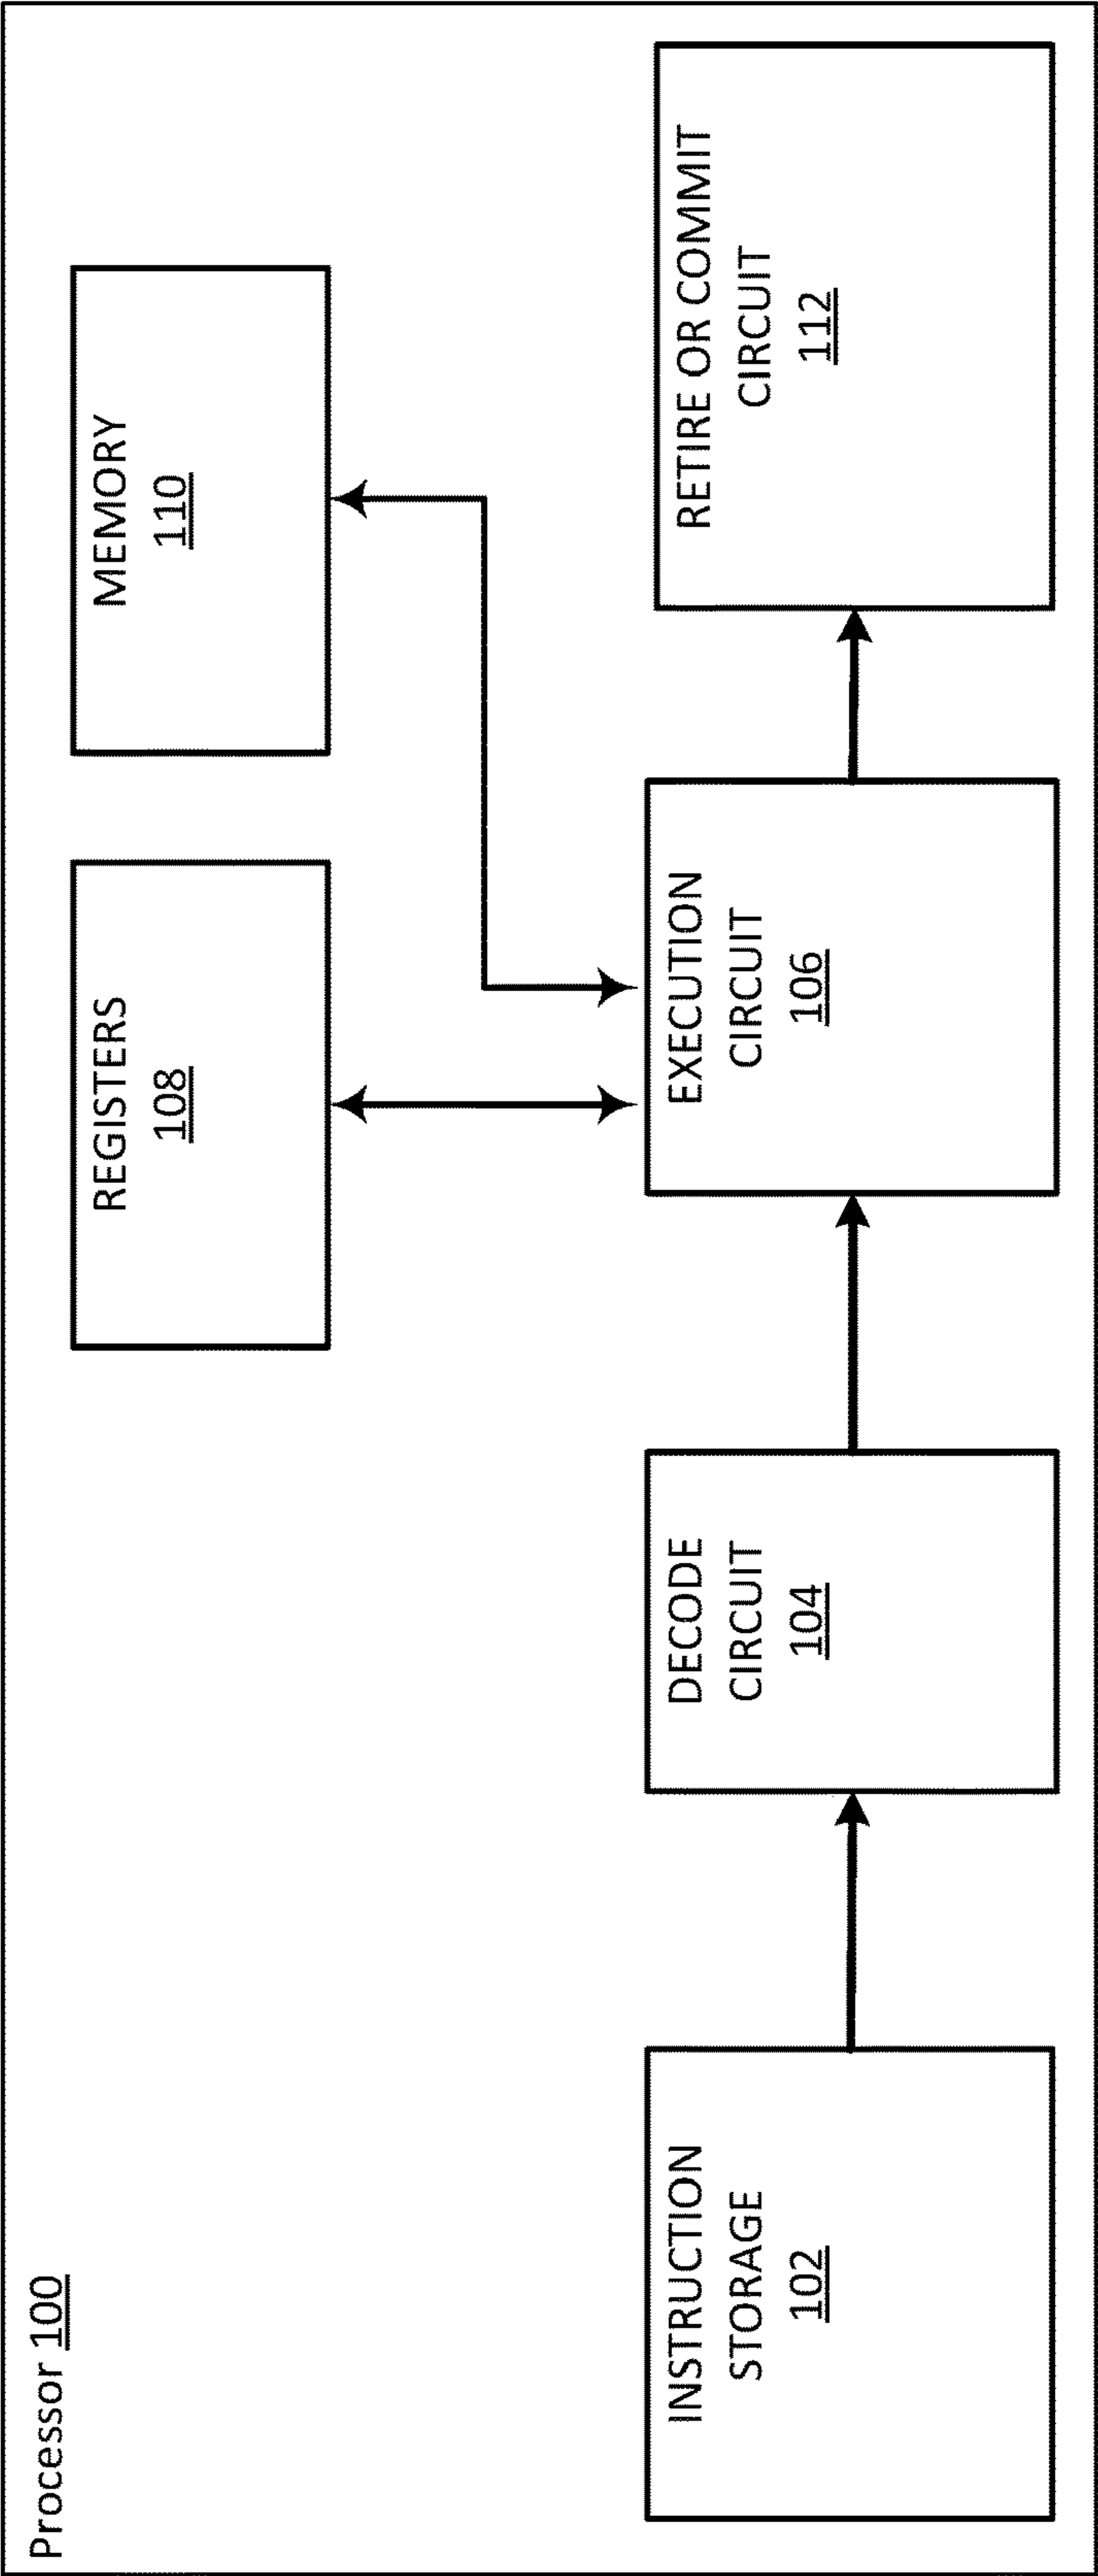 Processor 100
REGISTERS
108
MEMORY
110
INSTRUCTION
STORAGE
102
DECODE
CIRCUIT
104
EXECUTION
CIRCUIT
106
RETIRE OR COMMIT
CIRCUIT
112